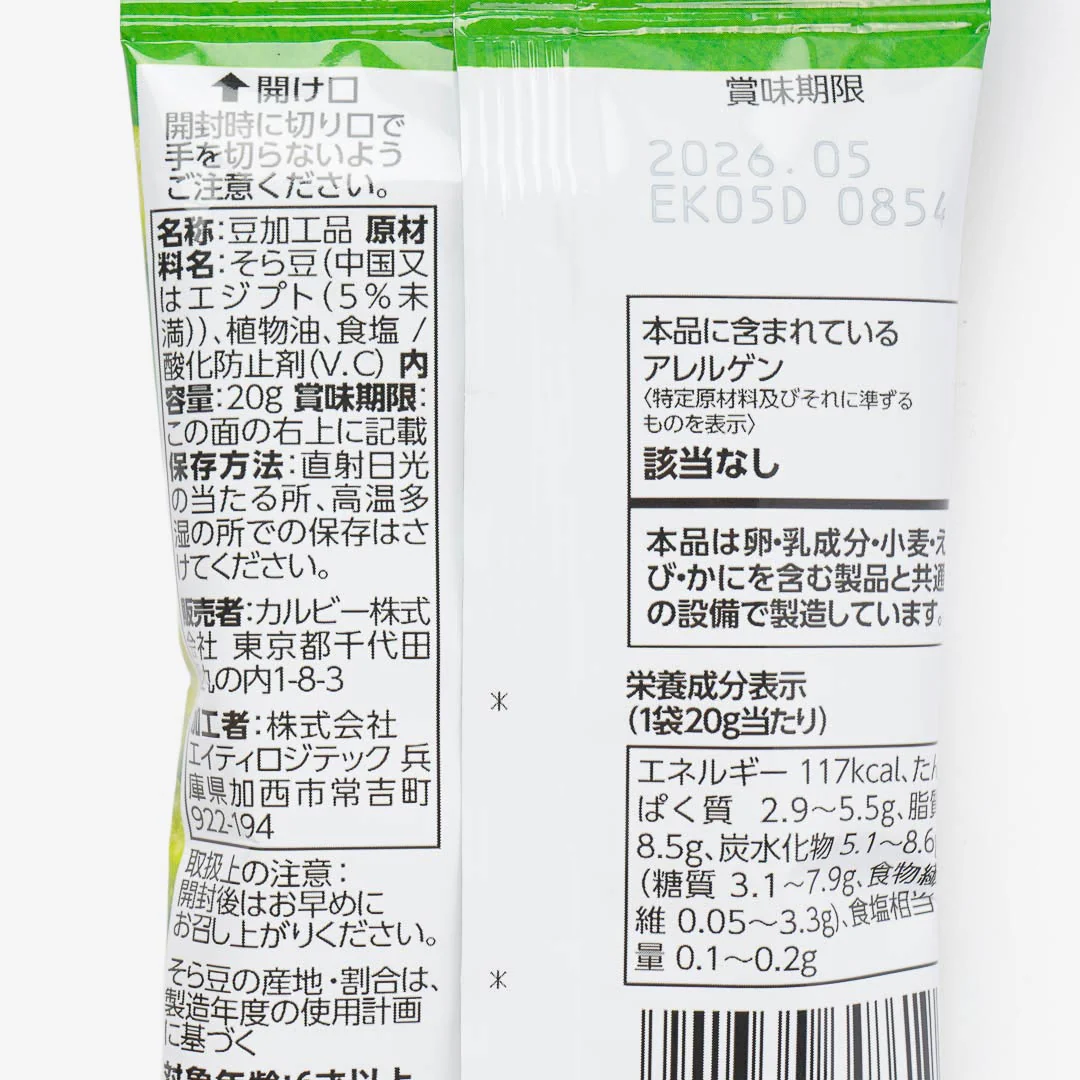 開け口
開封時に切り口で
手を切らないよう
ご注意ください。
名称:豆加工品 原材
料名:そら豆(中国又
はエジプト(5%未
満))、植物油、食塩/
酸化防止剤(V.C) 内
容量:20g 賞味期限:
この面の右上に記載
保存方法:直射日光
の当たる所、高温多
湿の所での保存はさ
けてください。
販売者:カルビー株式
会社 東京都千代田
丸の内1-8-3
加工者:株式会社
エイティロジテック 兵
庫県加西市常吉町
922-194
取扱上の注意:
開封後はお早めに
お召し上がりください。
そら豆の産地・割合は、
製造年度の使用計画
に基づく
賞味期限
2026.05
EK05D 0854
本品に含まれている
アレルゲン
〈特定原材料及びそれに準ずる
ものを表示〉
該当なし
本品は卵・乳成分・小麦・え
び・かにを含む製品と共通
の設備で製造しています。
栄養成分表示
(1袋20g当たり)
エネルギー 117kcal、たん
ぱく質 2.9〜5.5g、脂質
8.5g、炭水化物 5.1〜8.6g
(糖質 3.1〜7.9g、食物繊
維 0.05〜3.3g)、食塩相当
量 0.1〜0.2g